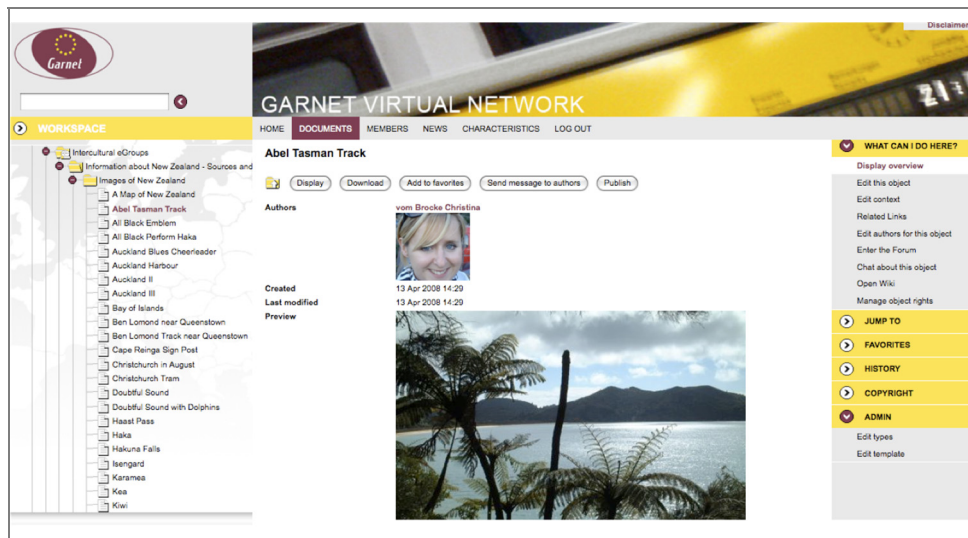 Disclaimer
Garnet
GARNET VIRTUAL NETWORK
WORKSPACE
HOME DOCUMENTS MEMBERS NEWS CHARACTERISTICS LOG OUT
Intercultural eGroups
Information about New Zealand - Sources and
Images of New Zealand
A Map of New Zealand
Abel Tasman Track
All Black Emblem
All Black Perform Haka
Auckland Blues Cheerleader
Auckland Harbour
Auckland II
Auckland III
Bay of Islands
Ben Lomond near Queenstown
Ben Lomond Track near Queenstown
Cape Reinga Sign Post
Christchurch in August
Christchurch Tram
Doubtful Sound
Doubtful Sound with Dolphins
Haast Pass
Haka
Hakuna Falls
Isengard
Karamea
Kea
Kiwi
Abel Tasman Track
Display Download Add to favorites Send message to authors Publish
Authors vom Brocke Christina
Created 13 Apr 2008 14:29
Last modified 13 Apr 2008 14:29
Preview
WHAT CAN I DO HERE?
Display overview
Edit this object
Edit context
Related Links
Edit authors for this object
Enter the Forum
Chat about this object
Open Wiki
Manage object rights
JUMP TO
FAVORITES
HISTORY
COPYRIGHT
ADMIN
Edit types
Edit template